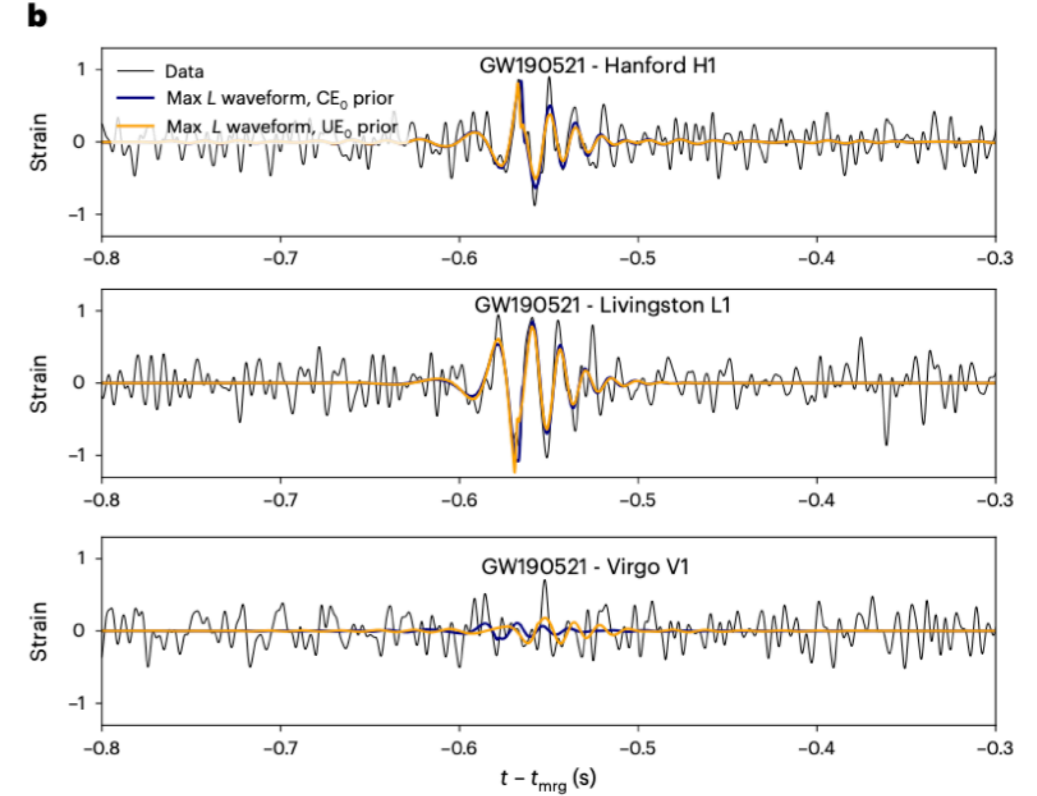 b
GW190521 - Hanford H1
Data
Max L waveform, CE₀ prior
Max L waveform, UE₀ prior
Strain
1
0
−1
−0.8 −0.7 −0.6 −0.5 −0.4 −0.3
GW190521 - Livingston L1
Strain
1
0
−1
−0.8 −0.7 −0.6 −0.5 −0.4 −0.3
GW190521 - Virgo V1
Strain
1
0
−1
−0.8 −0.7 −0.6 −0.5 −0.4 −0.3
t − tmrg (s)